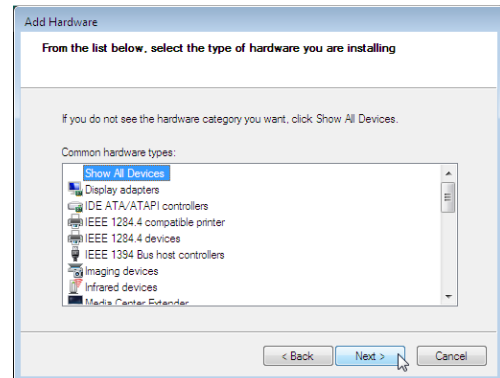 Add Hardware
From the list below, select the type of hardware you are installing
If you do not see the hardware category you want, click Show All Devices.
Common hardware types:
Show All Devices
Display adapters
IDE ATA/ATAPI controllers
IEEE 1284.4 compatible printer
IEEE 1284.4 devices
IEEE 1394 Bus host controllers
Imaging devices
Infrared devices
Media Center Extender
< Back Next > Cancel